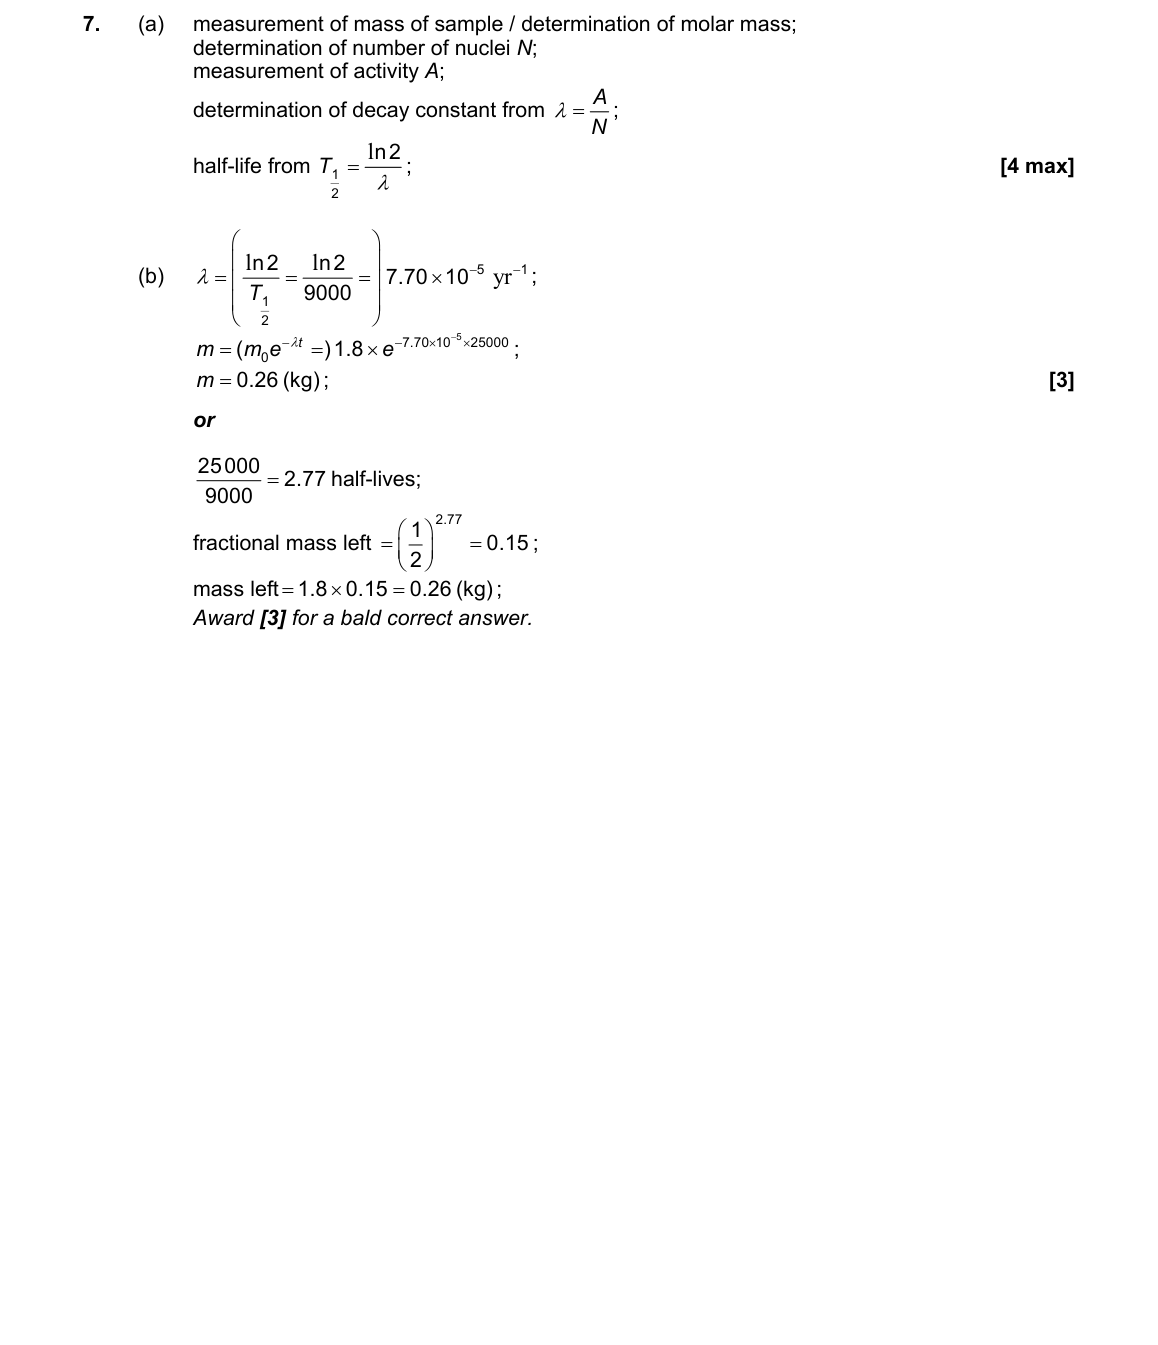 7. (a) measurement of mass of sample / determination of molar mass;
determination of number of nuclei N;
measurement of activity A;
determination of decay constant from λ = A/N;
half-life from T_{1/2} = ln2/λ; [4 max]
(b) λ = (ln2/T_{1/2} = ln2/9000 =) 7.70×10⁻⁵ yr⁻¹;
m = (m₀e^{−λt} =) 1.8×e^{−7.70×10⁻⁵×25000};
m = 0.26 (kg); [3]
or
25000/9000 = 2.77 half-lives;
fractional mass left = (1/2)^{2.77} = 0.15;
mass left = 1.8×0.15 = 0.26 (kg);
Award [3] for a bald correct answer.